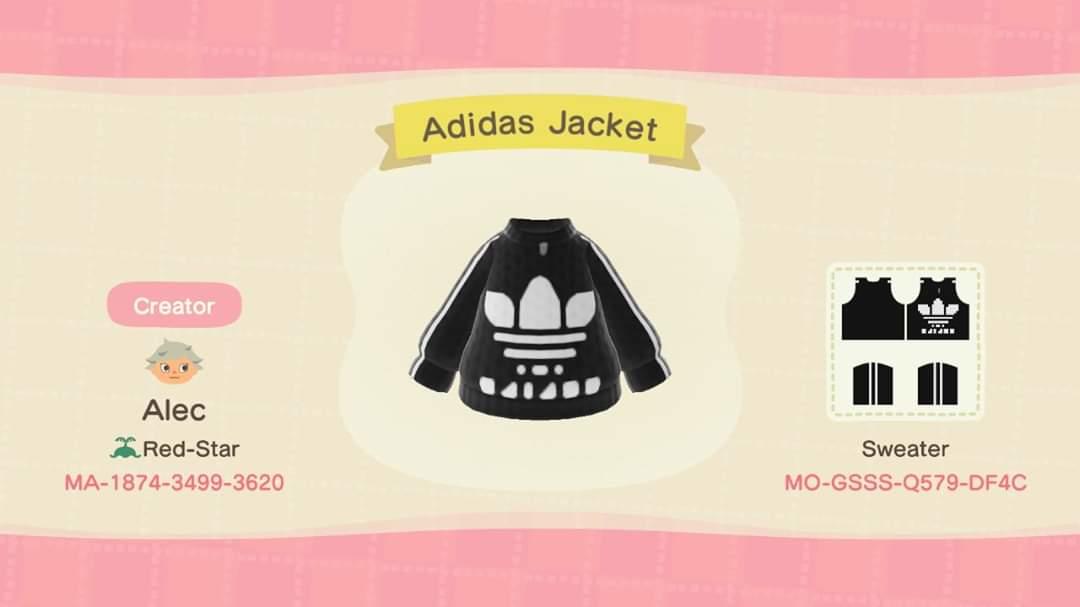 Adidas Jacket
Creator
Alec
Red-Star
MA-1874-3499-3620
Sweater
MO-GSSS-Q579-DF4C